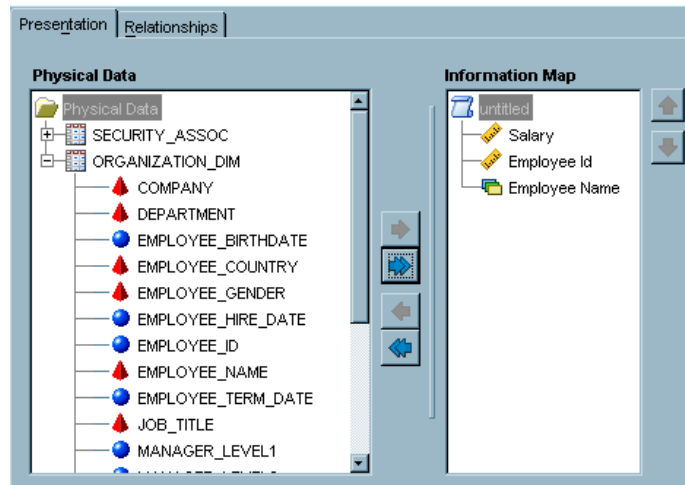 Presentation
Relationships
Physical Data
Information Map
Physical Data
SECURITY_ASSOC
ORGANIZATION_DIM
COMPANY
DEPARTMENT
EMPLOYEE_BIRTHDATE
EMPLOYEE_COUNTRY
EMPLOYEE_GENDER
EMPLOYEE_HIRE_DATE
EMPLOYEE_ID
EMPLOYEE_NAME
EMPLOYEE_TERM_DATE
JOB_TITLE
MANAGER_LEVEL1
untitled
Salary
Employee Id
Employee Name